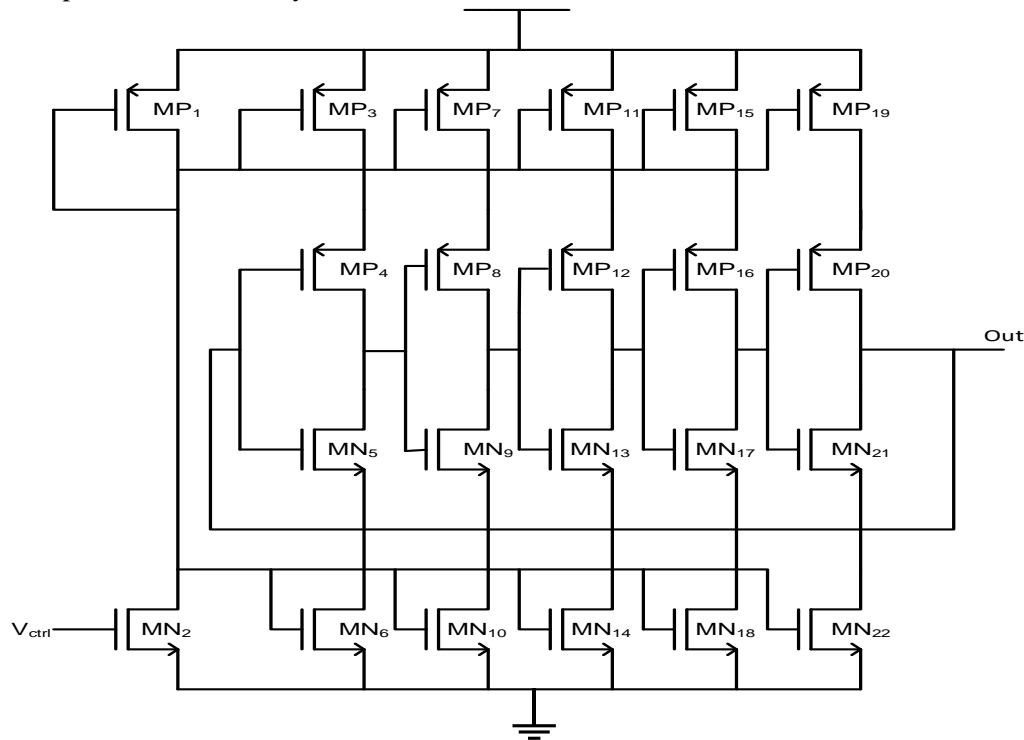 MP₁ MP₃ MP₇ MP₁₁ MP₁₅ MP₁₉
MP₄ MP₈ MP₁₂ MP₁₆ MP₂₀
Out
MN₅ MN₉ MN₁₃ MN₁₇ MN₂₁
Vctrl MN₂ MN₆ MN₁₀ MN₁₄ MN₁₈ MN₂₂